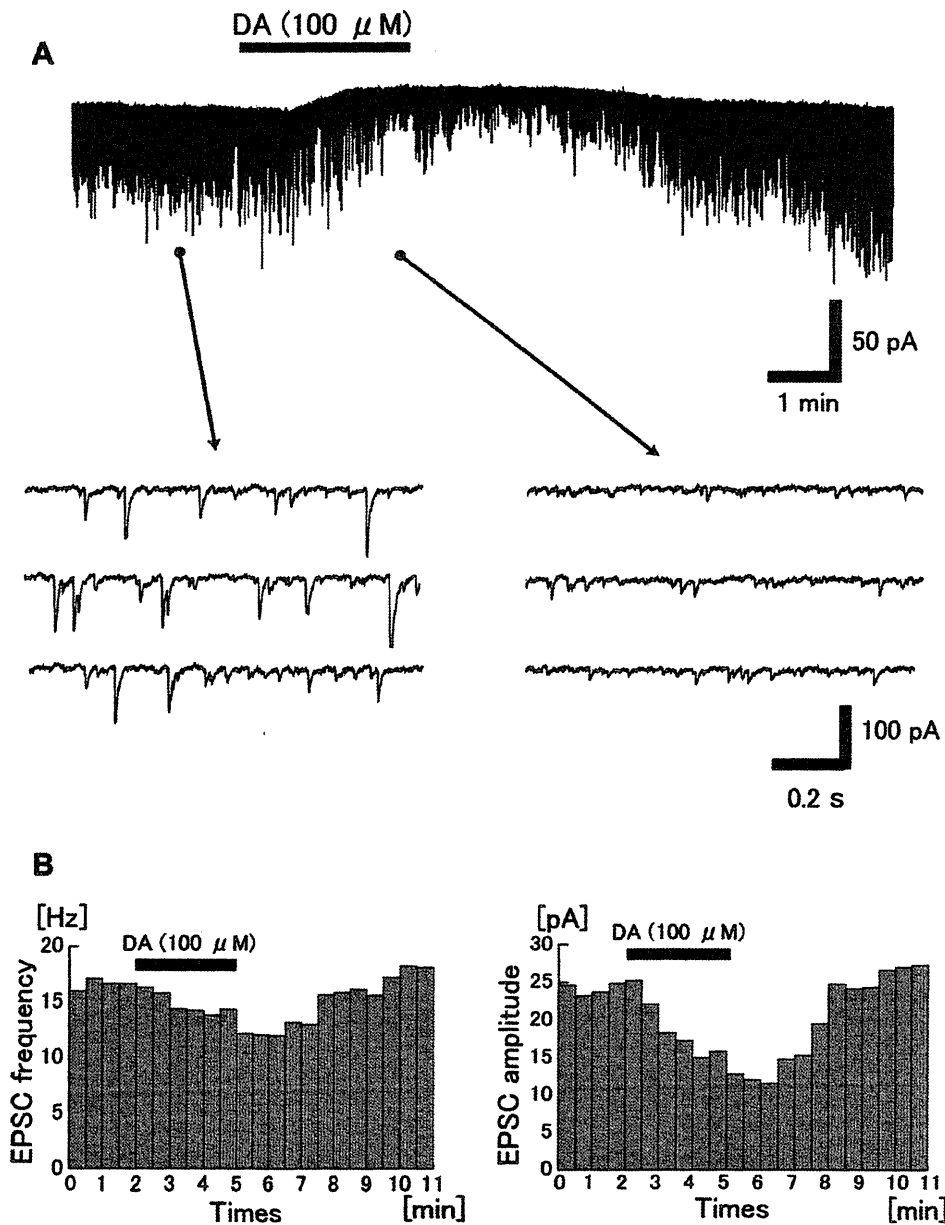 DA (100 μM)
A
50 pA
1 min
100 pA
0.2 s
B
[Hz]
DA (100 μM)
20
15
10
5
0
EPSC frequency
0 1 2 3 4 5 6 7 8 9 10 11
Times [min]
[pA]
DA (100 μM)
30
25
20
15
10
5
0
EPSC amplitude
0 1 2 3 4 5 6 7 8 9 10 11
Times [min]